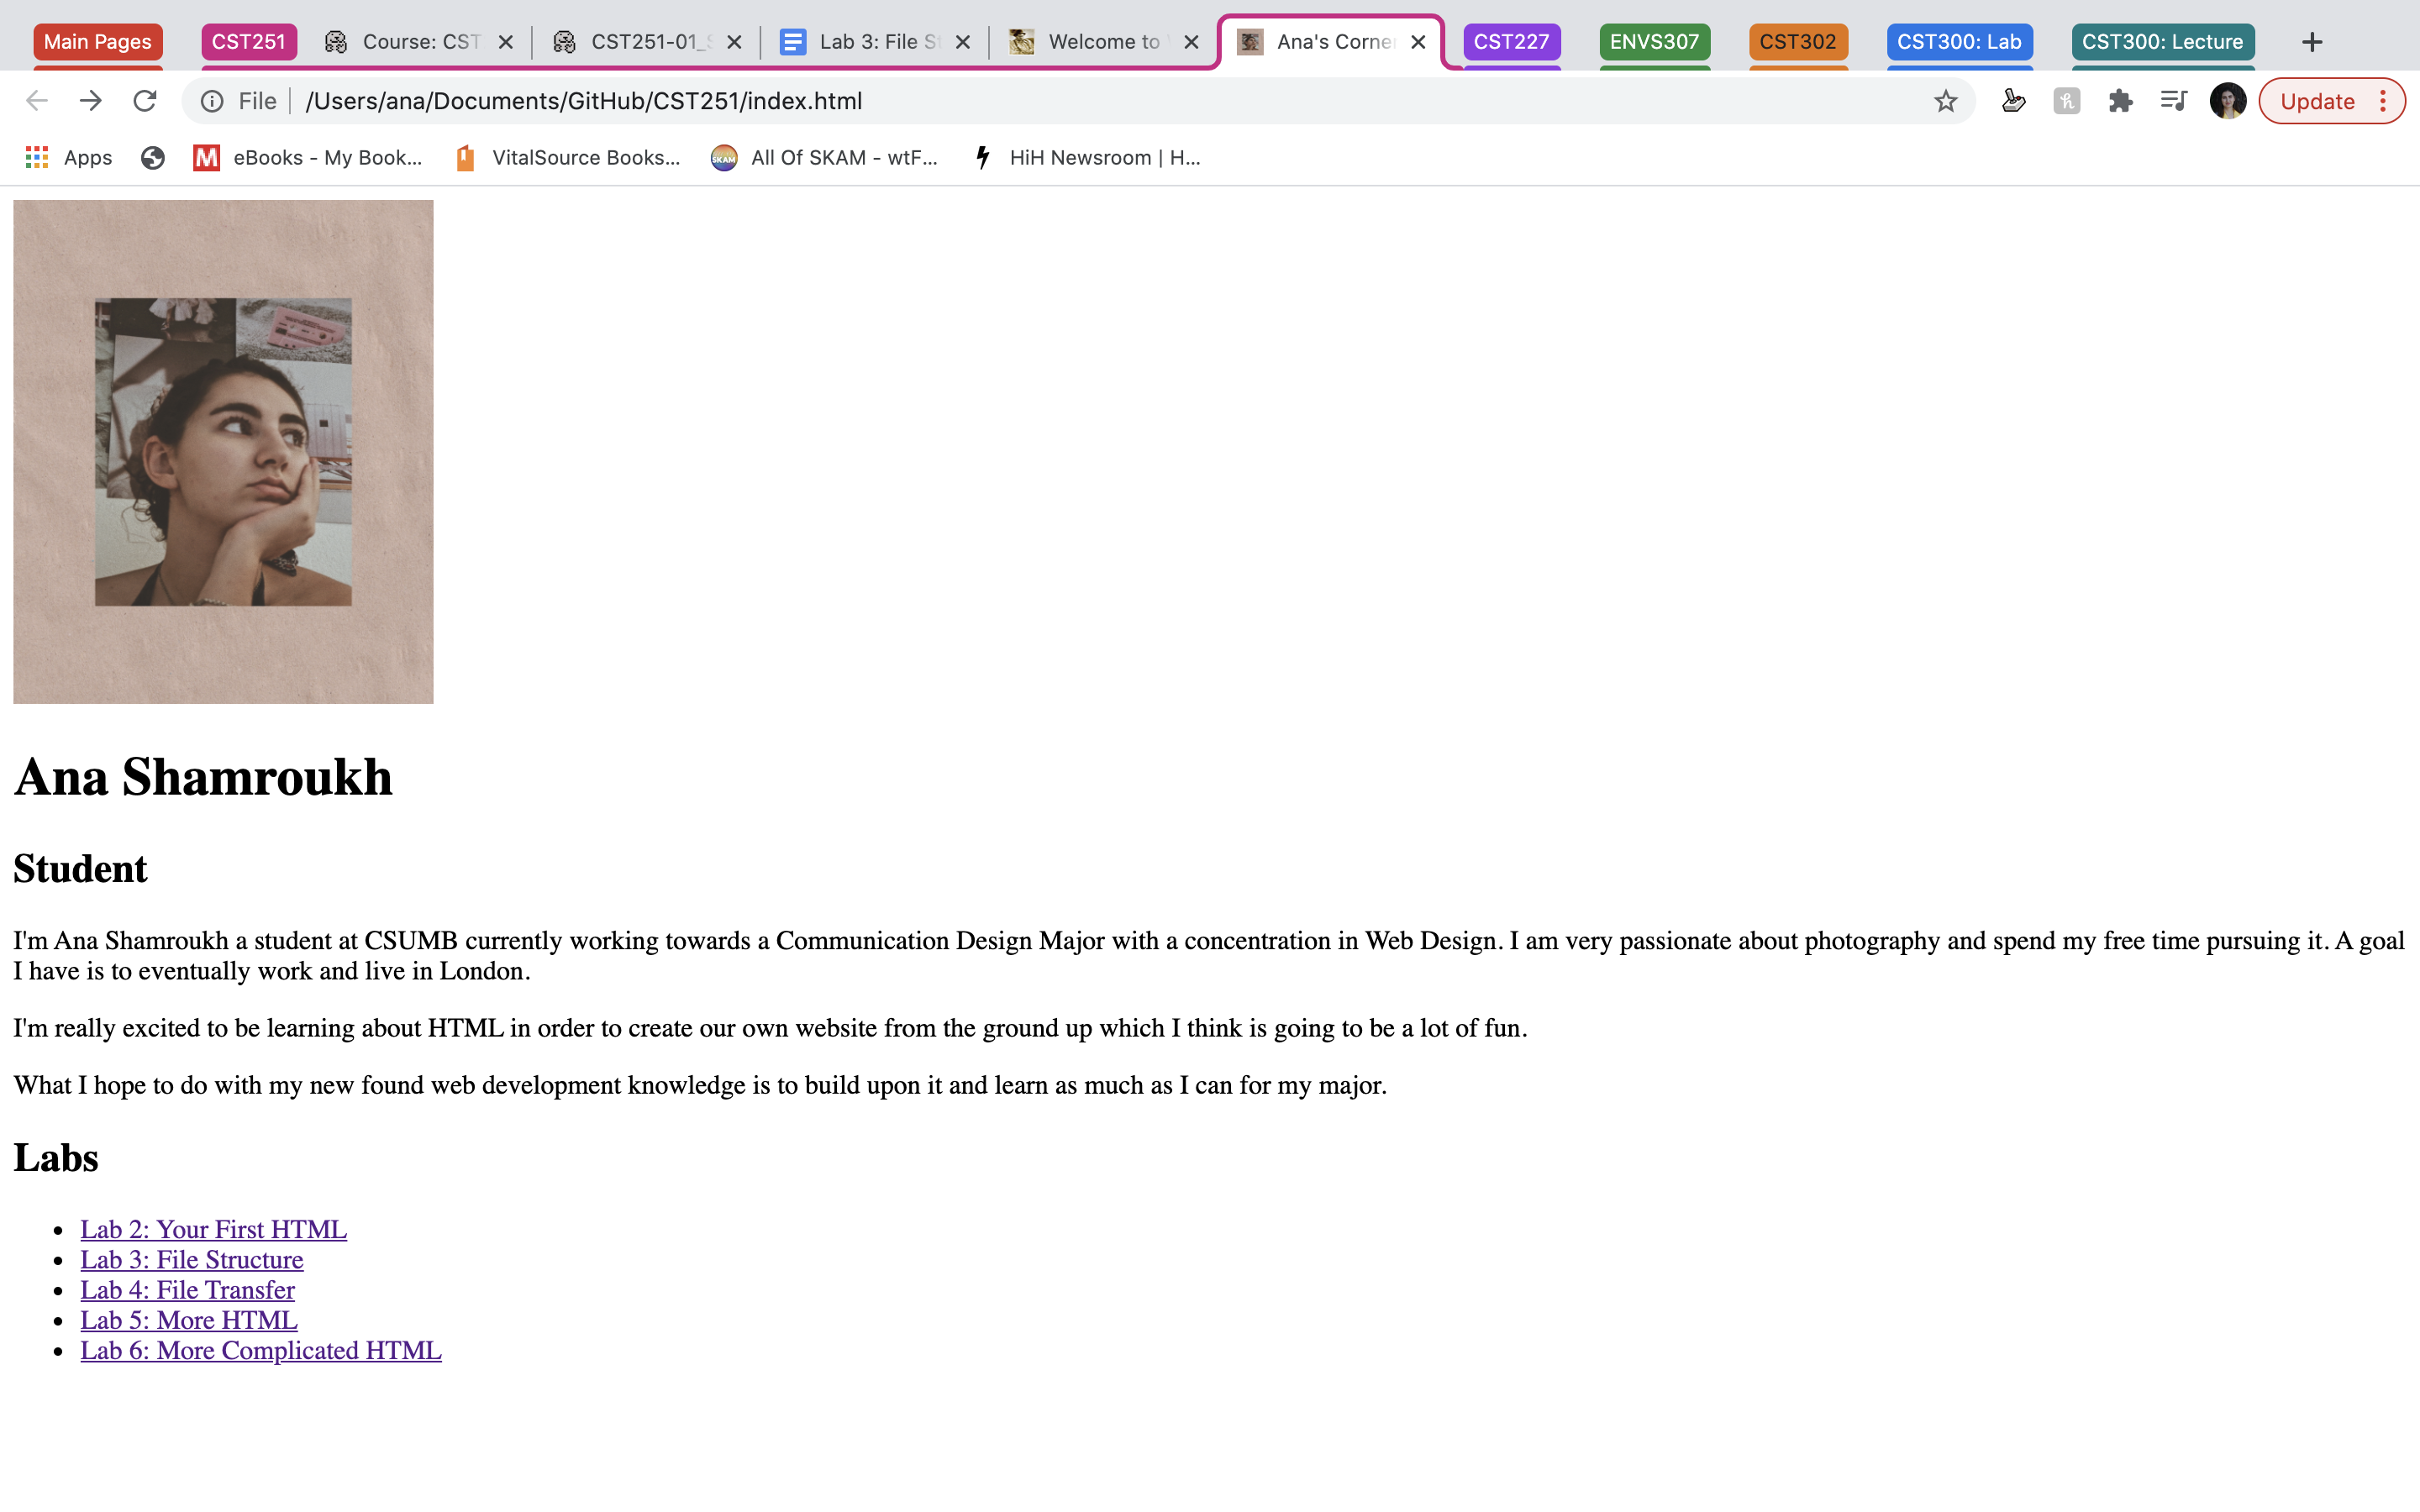 Main Pages CST251 Course: CST CST251-01_S Lab 3: File St Welcome to Ana's Corner CST227 ENVS307 CST302 CST300: Lab CST300: Lecture
File /Users/ana/Documents/GitHub/CST251/index.html Update
Apps M eBooks - My Book... VitalSource Books... SKAM All Of SKAM - wtF... HiH Newsroom | H...
Ana Shamroukh
Student
I'm Ana Shamroukh a student at CSUMB currently working towards a Communication Design Major with a concentration in Web Design. I am very passionate about photography and spend my free time pursuing it. A goal
I have is to eventually work and live in London.
I'm really excited to be learning about HTML in order to create our own website from the ground up which I think is going to be a lot of fun.
What I hope to do with my new found web development knowledge is to build upon it and learn as much as I can for my major.
Labs
• Lab 2: Your First HTML
• Lab 3: File Structure
• Lab 4: File Transfer
• Lab 5: More HTML
• Lab 6: More Complicated HTML